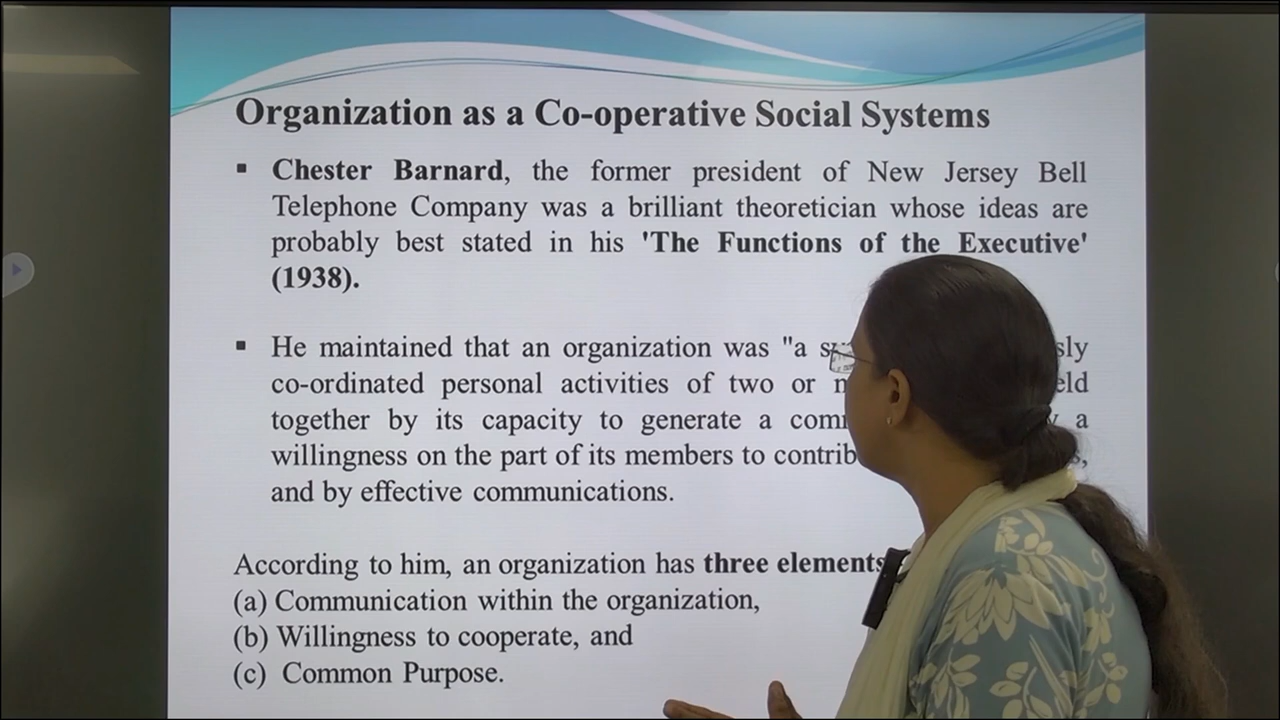 Organization as a Co-operative Social Systems
▪ Chester Barnard, the former president of New Jersey Bell
Telephone Company was a brilliant theoretician whose ideas are
probably best stated in his 'The Functions of the Executive'
(1938).
▪ He maintained that an organization was "a
co-ordinated personal activities of two or
together by its capacity to generate a a
willingness on the part of its members to
and by effective communications.
According to him, an organization has three elements
(a) Communication within the organization,
(b) Willingness to cooperate, and
(c) Common Purpose.